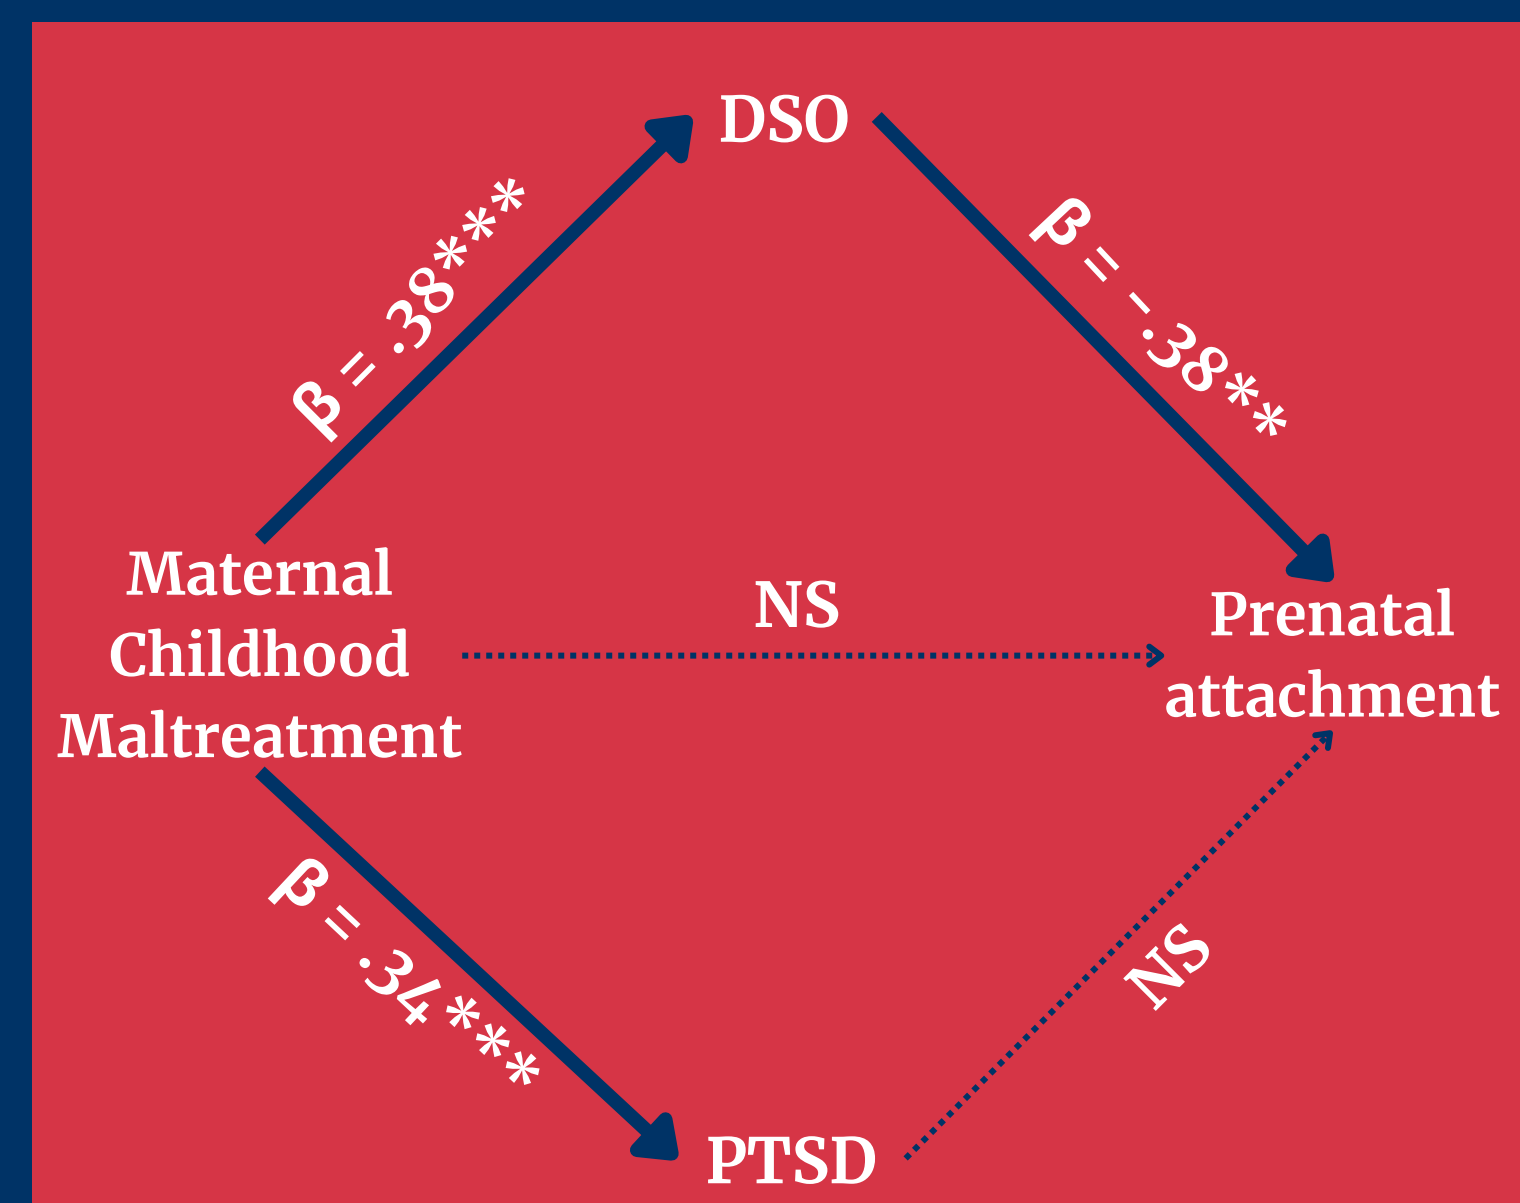 DSO
β = .38***
β = -.38**
Maternal
Childhood
Maltreatment
NS
Prenatal
attachment
β = .34***
NS
PTSD